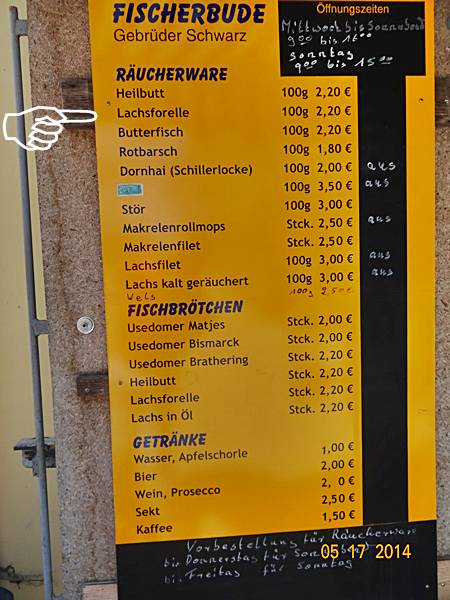 FISCHERBUDE
Gebrüder Schwarz
Öffnungszeiten
Mittwoch bis Sonnabend
9⁰⁰ bis 16⁰⁰
Sonntag
9⁰⁰ bis 15⁰⁰
RÄUCHERWARE
Heilbutt 100g 2,20 €
Lachsforelle 100g 2,20 €
Butterfisch 100g 2,20 €
Rotbarsch 100g 1,80 €
Dornhai (Schillerlocke) 100g 2,00 € aus
100g 3,50 € aus
Stör 100g 3,00 €
Makrelenrollmops Stck. 2,50 € aus
Makrelenfilet Stck. 2,50 €
Lachsfilet 100g 3,00 € aus
Lachs kalt geräuchert 100g 3,00 € aus
Wels 100g 2,50 €
FISCHBRÖTCHEN
Usedomer Matjes Stck. 2,00 €
Usedomer Bismarck Stck. 2,00 €
Usedomer Brathering Stck. 2,20 €
Heilbutt Stck. 2,20 €
Lachsforelle Stck. 2,20 €
Lachs in Öl Stck. 2,20 €
GETRÄNKE
Wasser, Apfelschorle 1,00 €
Bier 2,00 €
Wein, Prosecco 2, 0 €
Sekt 2,50 €
Kaffee 1,50 €
Vorbestellung für Räucherware
bis Donnerstag für Sonnabend
bis Freitag für Sonntag
05 17 2014